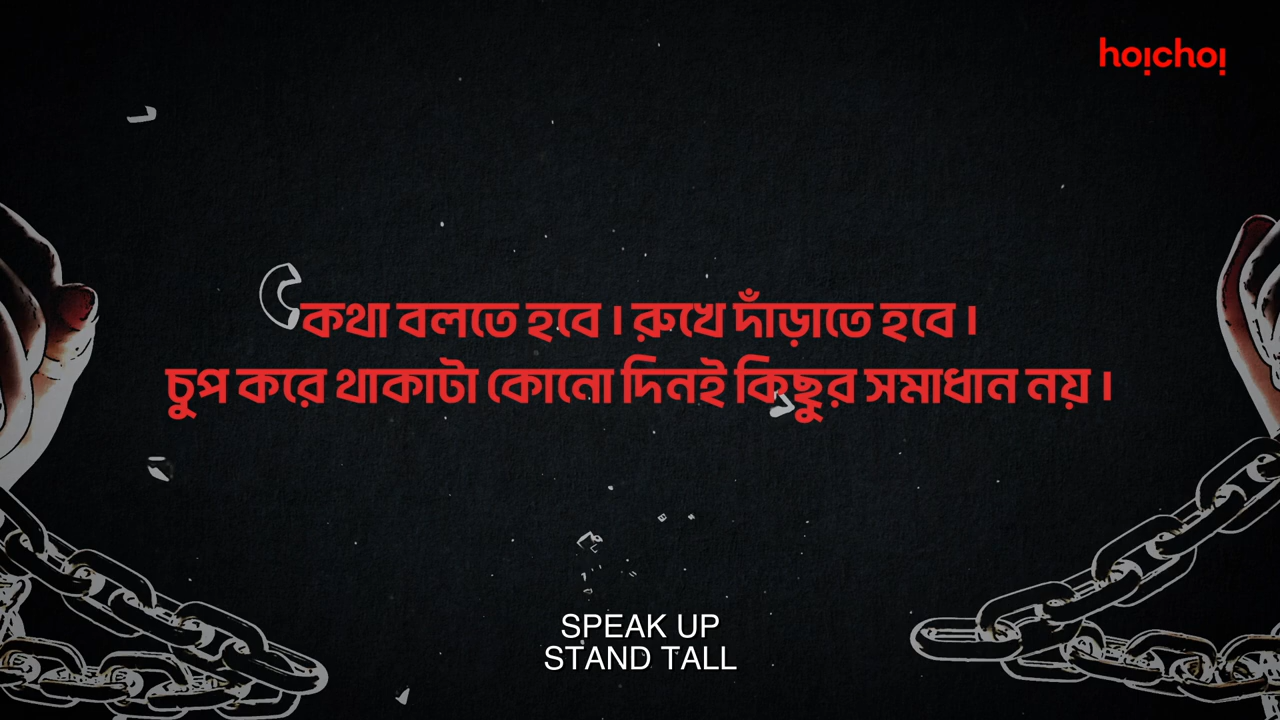 hoichoi
কথা বলতে হবে। রুখে দাঁড়াতে হবে।
চুপ করে থাকাটা কোনো দিনই কিছুর সমাধান নয়।
SPEAK UP
STAND TALL